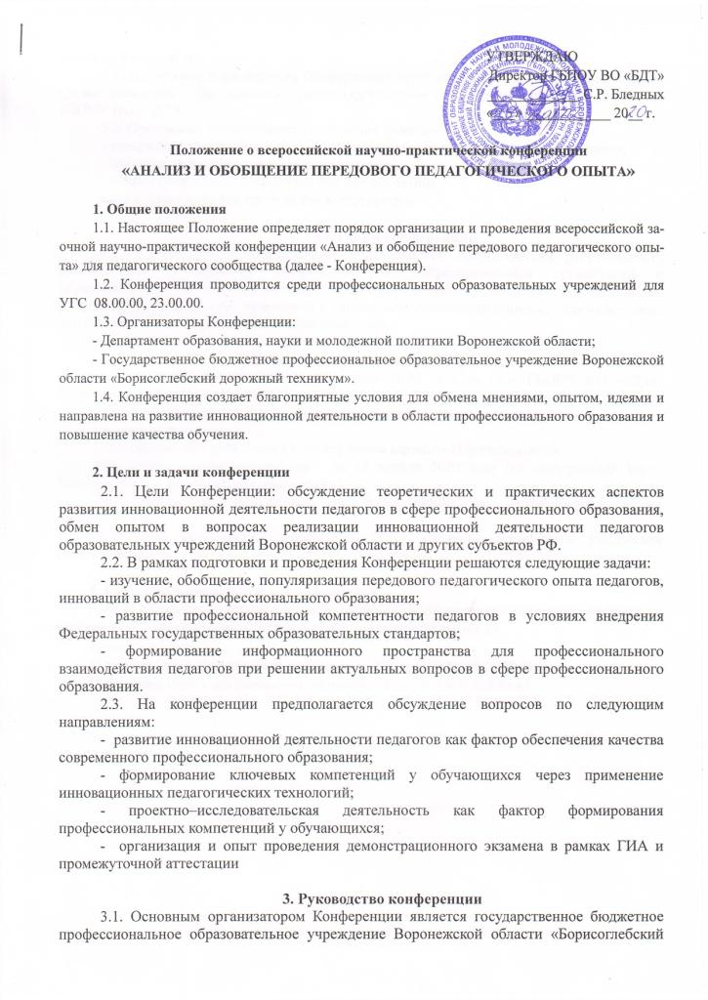 УТВЕРЖДАЮ
Директор ГБПОУ ВО «БДТ»
С.Р. Бледных
2020 г.
Положение о всероссийской научно-практической конференции
«АНАЛИЗ И ОБОБЩЕНИЕ ПЕРЕДОВОГО ПЕДАГОГИЧЕСКОГО ОПЫТА»
1. Общие положения
1.1. Настоящее Положение определяет порядок организации и проведения всероссийской за-
очной научно-практической конференции «Анализ и обобщение передового педагогического опы-
та» для педагогического сообщества (далее - Конференция).
1.2. Конференция проводится среди профессиональных образовательных учреждений для
УГС 08.00.00, 23.00.00.
1.3. Организаторы Конференции:
- Департамент образования, науки и молодежной политики Воронежской области;
- Государственное бюджетное профессиональное образовательное учреждение Воронежской
области «Борисоглебский дорожный техникум».
1.4. Конференция создает благоприятные условия для обмена мнениями, опытом, идеями и
направлена на развитие инновационной деятельности в области профессионального образования и
повышение качества обучения.
2. Цели и задачи конференции
2.1. Цели Конференции: обсуждение теоретических и практических аспектов
развития инновационной деятельности педагогов в сфере профессионального образования,
обмен опытом в вопросах реализации инновационной деятельности педагогов
образовательных учреждений Воронежской области и других субъектов РФ.
2.2. В рамках подготовки и проведения Конференции решаются следующие задачи:
- изучение, обобщение, популяризация передового педагогического опыта педагогов,
инноваций в области профессионального образования;
- развитие профессиональной компетентности педагогов в условиях внедрения
Федеральных государственных образовательных стандартов;
- формирование информационного пространства для профессионального
взаимодействия педагогов при решении актуальных вопросов в сфере профессионального
образования.
2.3. На конференции предполагается обсуждение вопросов по следующим
направлениям:
- развитие инновационной деятельности педагогов как фактор обеспечения качества
современного профессионального образования;
- формирование ключевых компетенций у обучающихся через применение
инновационных педагогических технологий;
- проектно–исследовательская деятельность как фактор формирования
профессиональных компетенций у обучающихся;
- организация и опыт проведения демонстрационного экзамена в рамках ГИА и
промежуточной аттестации
3. Руководство конференции
3.1. Основным организатором Конференции является государственное бюджетное
профессиональное образовательное учреждение Воронежской области «Борисоглебский